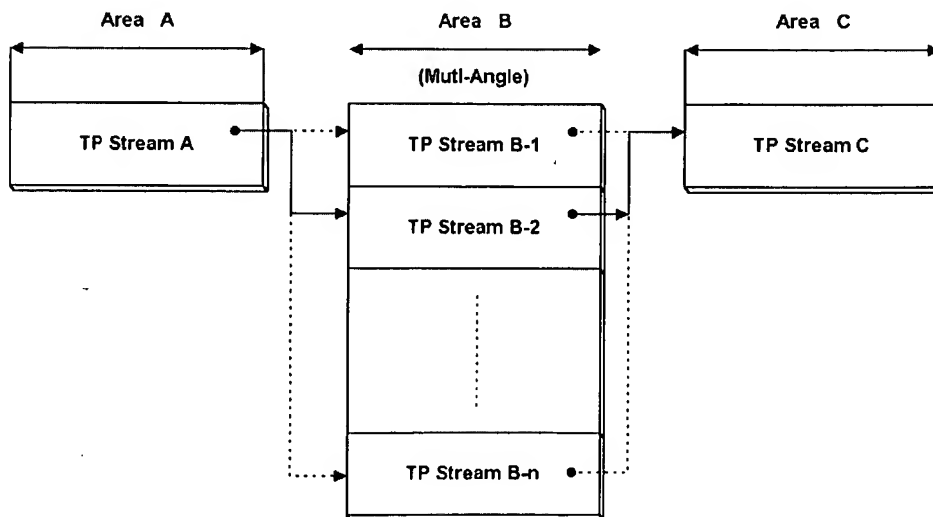 Area A
Area B
Area C
(Mutl-Angle)
TP Stream A
TP Stream B-1
TP Stream C
TP Stream B-2
TP Stream B-n